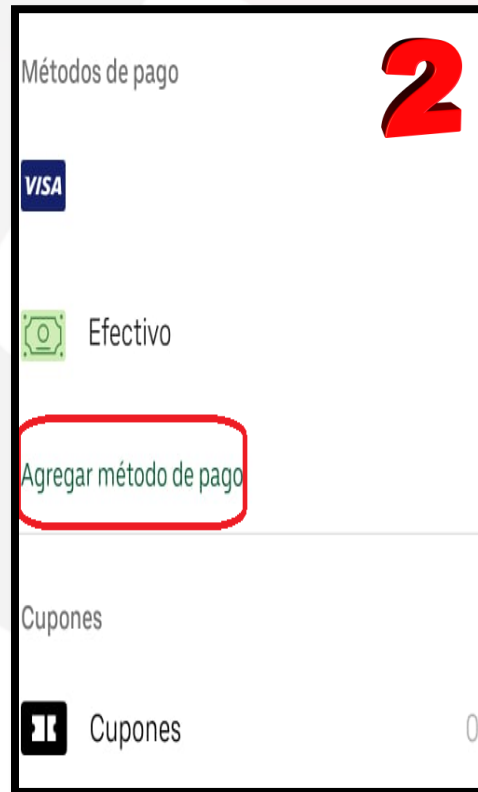 Métodos de pago
2
VISA
Efectivo
Agregar método de pago
Cupones
Cupones 0